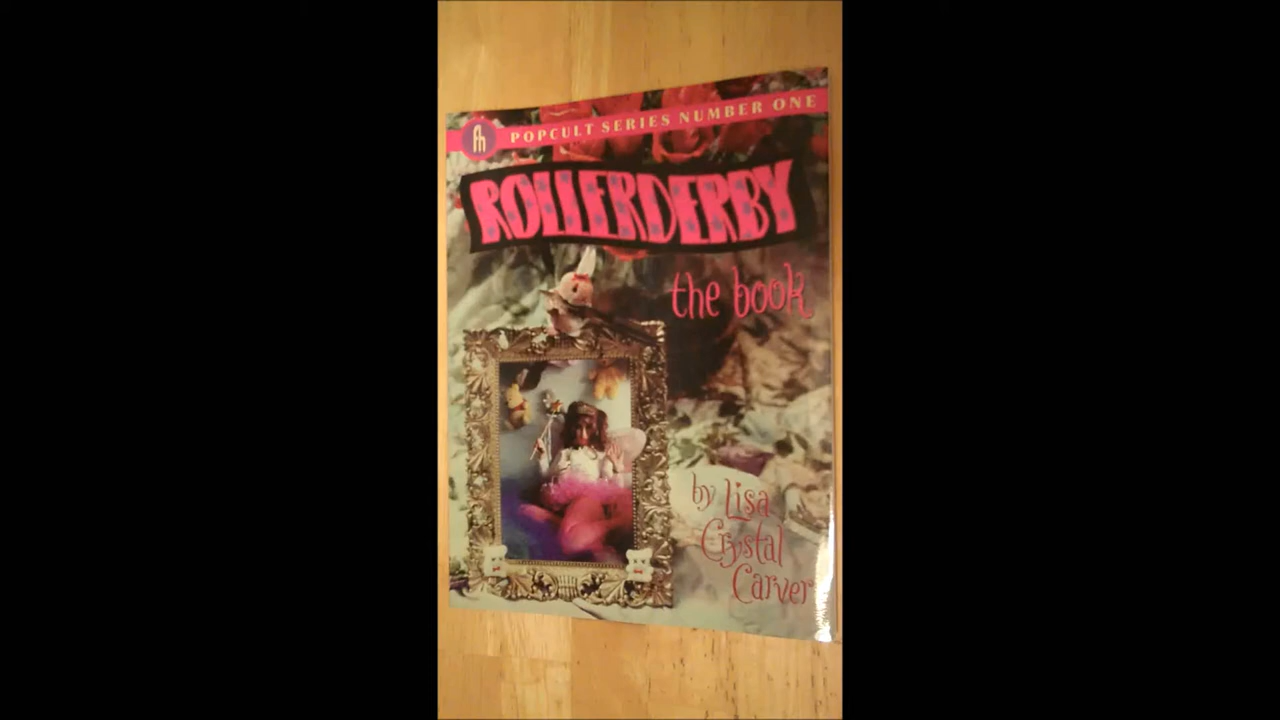 fh POPCULT SERIES NUMBER ONE
ROLLERDERBY
the book
by Lisa
Crystal
Carver